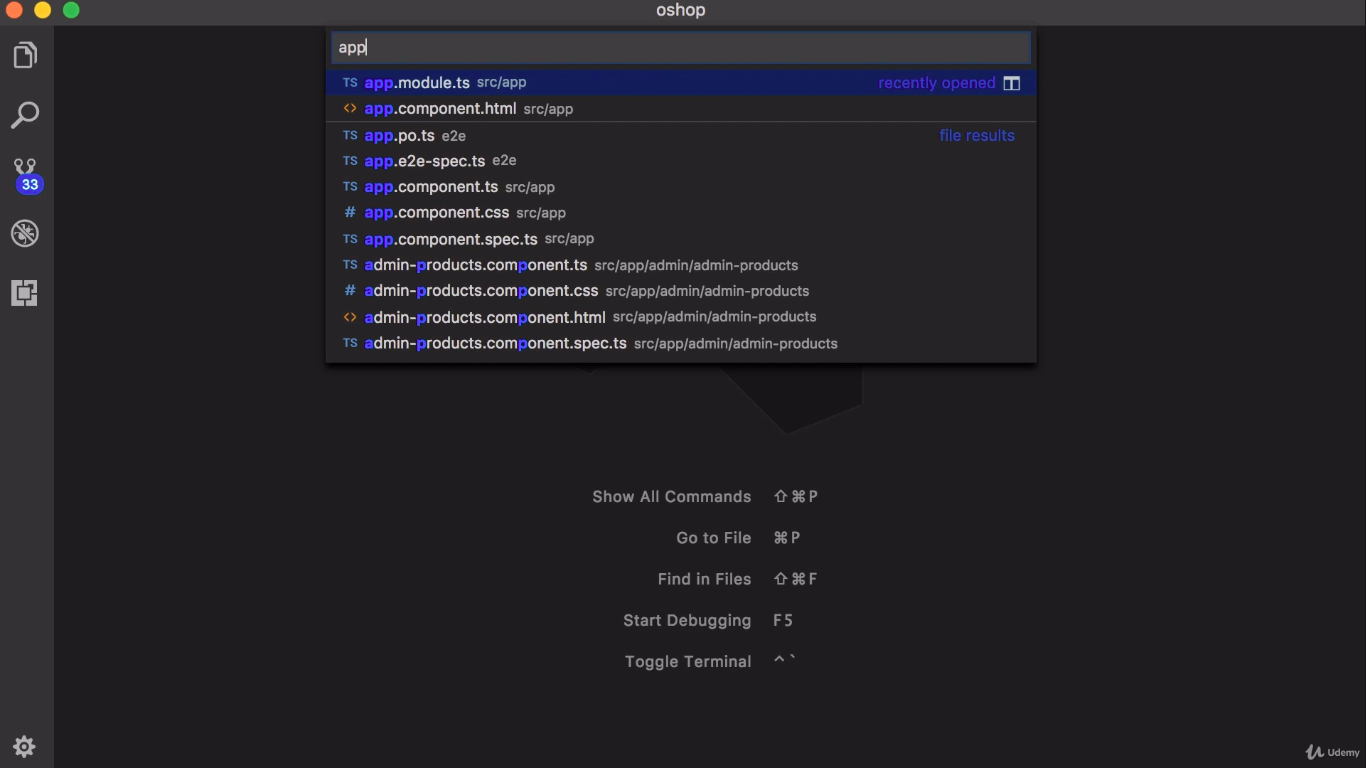 oshop
app
TS app.module.ts src/app recently opened
<> app.component.html src/app
TS app.po.ts e2e file results
TS app.e2e-spec.ts e2e
TS app.component.ts src/app
# app.component.css src/app
TS app.component.spec.ts src/app
TS admin-products.component.ts src/app/admin/admin-products
# admin-products.component.css src/app/admin/admin-products
<> admin-products.component.html src/app/admin/admin-products
TS admin-products.component.spec.ts src/app/admin/admin-products
33
Show All Commands ⇧⌘P
Go to File ⌘P
Find in Files ⇧⌘F
Start Debugging F5
Toggle Terminal ^`
Udemy